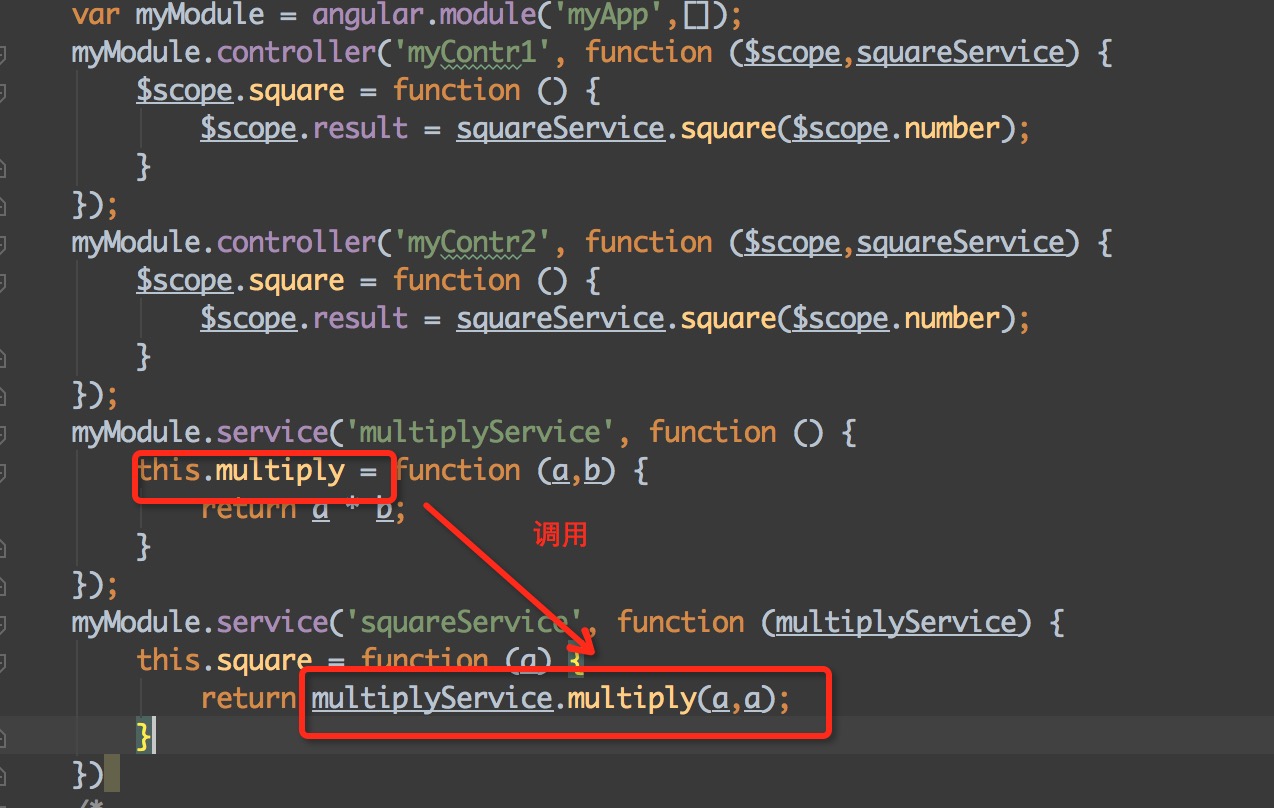 var myModule = angular.module('myApp',[]);
myModule.controller('myContr1', function ($scope,squareService) {
$scope.square = function () {
$scope.result = squareService.square($scope.number);
}
});
myModule.controller('myContr2', function ($scope,squareService) {
$scope.square = function () {
$scope.result = squareService.square($scope.number);
}
});
myModule.service('multiplyService', function () {
this.multiply = function (a,b) {
return a * b;
调用
}
});
myModule.service('squareService', function (multiplyService) {
this.square = function (a) {
return multiplyService.multiply(a,a);
}
})
/*